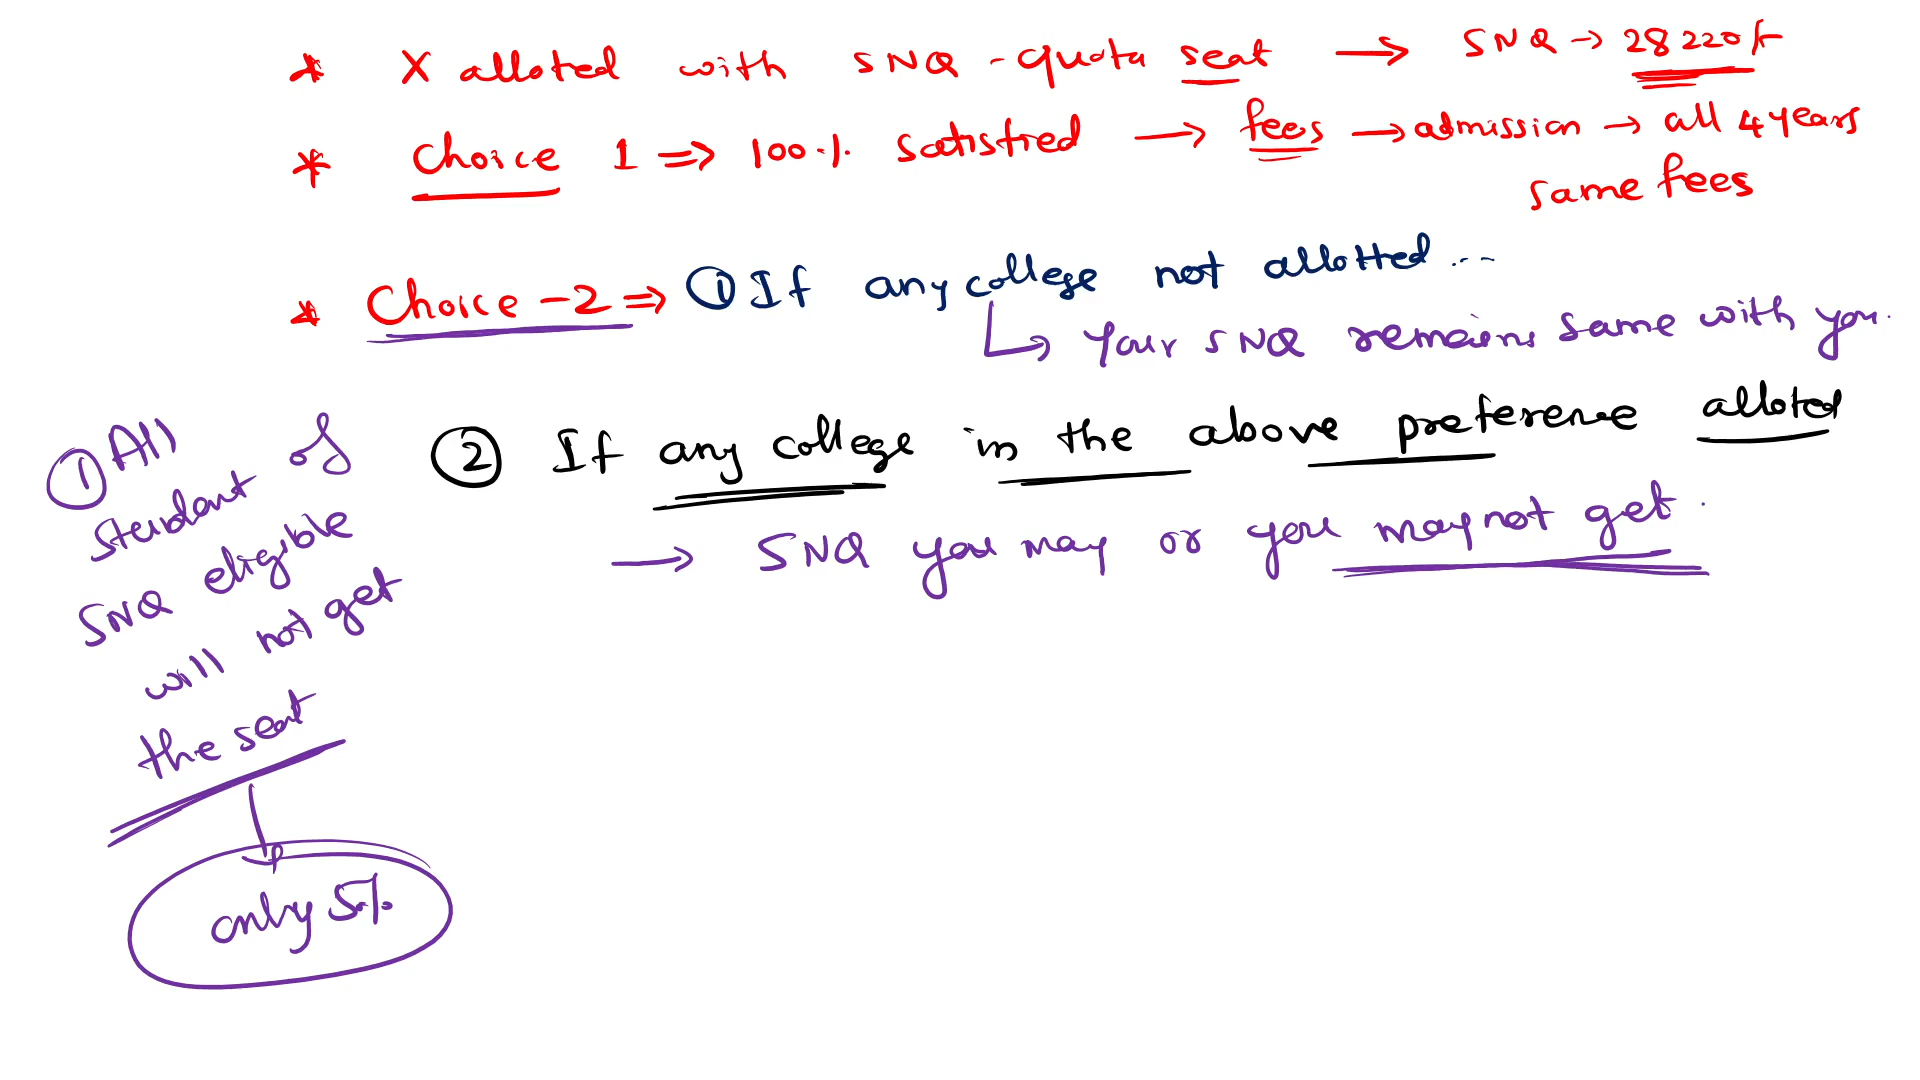 * X alloted with SNQ - quota seat → SNQ → 28220/-
* Choice 1 => 100% satisfied → fees → admission → all 4 years
same fees
* Choice -2 => ① If any college not allotted ...
↳ Your SNQ remains same with you.
② If any college in the above preference alloted
→ SNQ you may or you may not get.
① All
student of
SNQ eligible
will not get
the seat
only 5%